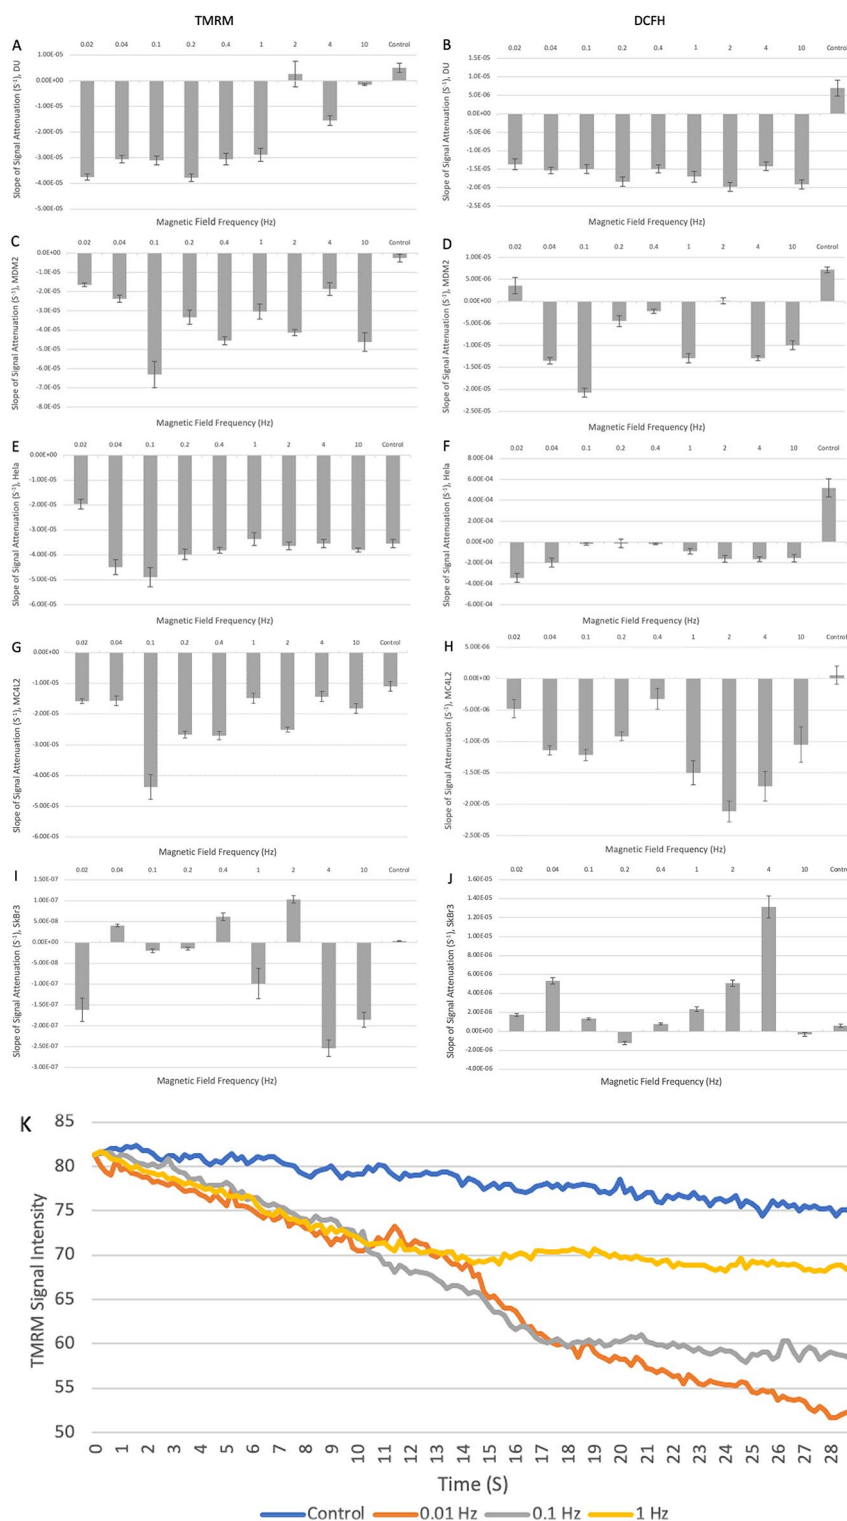 TMRM
DCFH
A
0.02 0.04 0.1 0.2 0.4 1 2 4 10 Control
1.00E-05
0.00E+00
-1.00E-05
-2.00E-05
-3.00E-05
-4.00E-05
-5.00E-05
Slope of Signal Attenuation (S⁻¹), DU
Magnetic Field Frequency (Hz)
B
0.02 0.04 0.1 0.2 0.4 1 2 4 10 Control
1.5E-05
1.0E-05
5.0E-06
0.0E+00
-5.0E-06
-1.0E-05
-1.5E-05
-2.0E-05
-2.5E-05
Slope of Signal Attenuation (S⁻¹), DU
Magnetic Field Frequency (Hz)
C
0.02 0.04 0.1 0.2 0.4 1 2 4 10 Control
0.0E+00
-1.0E-05
-2.0E-05
-3.0E-05
-4.0E-05
-5.0E-05
-6.0E-05
-7.0E-05
-8.0E-05
Slope of Signal Attenuation (S⁻¹), MDM2
Magnetic Field Frequency (Hz)
D
0.02 0.04 0.1 0.2 0.4 1 2 4 10 Control
1.00E-05
5.00E-06
0.00E+00
-5.00E-06
-1.00E-05
-1.50E-05
-2.00E-05
-2.50E-05
Slope of Signal Attenuation (S⁻¹), MDM2
Magnetic Field Frequency (Hz)
E
0.02 0.04 0.1 0.2 0.4 1 2 4 10 Control
0.00E+00
-1.00E-05
-2.00E-05
-3.00E-05
-4.00E-05
-5.00E-05
-6.00E-05
Slope of Signal Attenuation (S⁻¹), Hela
Magnetic Field Frequency (Hz)
F
0.02 0.04 0.1 0.2 0.4 1 2 4 10 Control
8.00E-04
6.00E-04
4.00E-04
2.00E-04
0.00E+00
-2.00E-04
-4.00E-04
-6.00E-04
Slope of Signal Attenuation (S⁻¹), Hela
Magnetic Field Frequency (Hz)
G
0.02 0.04 0.1 0.2 0.4 1 2 4 10 Control
0.00E+00
-1.00E-05
-2.00E-05
-3.00E-05
-4.00E-05
-5.00E-05
-6.00E-05
Slope of Signal Attenuation (S⁻¹), MC4L2
Magnetic Field Frequency (Hz)
H
0.02 0.04 0.1 0.2 0.4 1 2 4 10 Control
5.00E-06
0.00E+00
-5.00E-06
-1.00E-05
-1.50E-05
-2.00E-05
-2.50E-05
Slope of Signal Attenuation (S⁻¹), MC4L2
Magnetic Field Frequency (Hz)
I
0.02 0.04 0.1 0.2 0.4 1 2 4 10 Control
1.50E-07
1.00E-07
5.00E-08
0.00E+00
-5.00E-08
-1.00E-07
-1.50E-07
-2.00E-07
-2.50E-07
-3.00E-07
Slope of Signal Attenuation (S⁻¹), SkBr3
Magnetic Field Frequency (Hz)
J
0.02 0.04 0.1 0.2 0.4 1 2 4 10 Control
1.60E-05
1.40E-05
1.20E-05
1.00E-05
8.00E-06
6.00E-06
4.00E-06
2.00E-06
0.00E+00
-2.00E-06
-4.00E-06
Slope of Signal Attenuation (S⁻¹), SkBr3
Magnetic Field Frequency (Hz)
K
85
80
75
70
65
60
55
50
TMRM Signal Intensity
0 1 2 3 4 5 6 7 8 9 10 11 12 13 14 15 16 17 18 19 20 21 22 23 24 25 26 27 28
Time (S)
Control 0.01 Hz 0.1 Hz 1 Hz